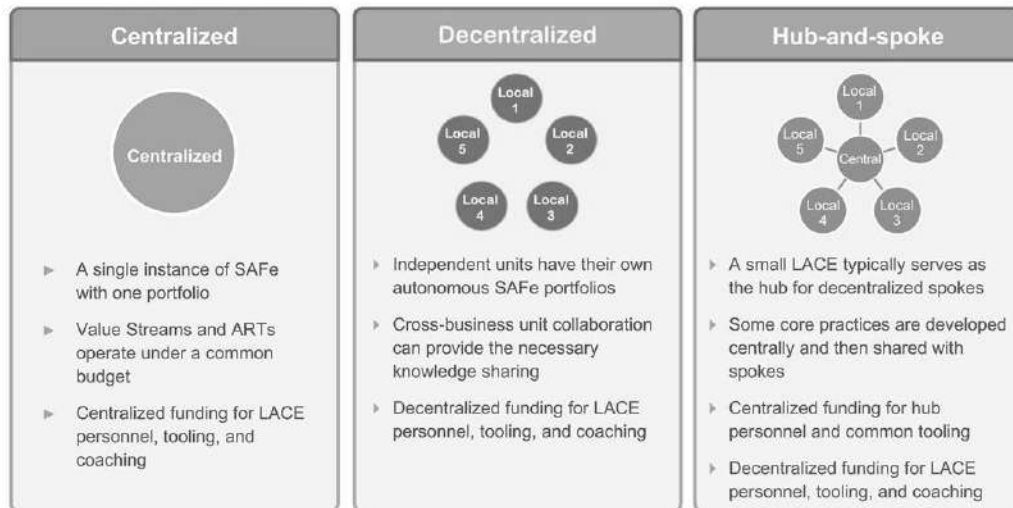 Centralized
Centralized
A single instance of SAFe
with one portfolio
Value Streams and ARTs
operate under a common
budget
Centralized funding for LACE
personnel, tooling, and
coaching
Decentralized
Local
1
Local
5
Local
2
Local
4
Local
3
Independent units have their own
autonomous SAFe portfolios
Cross-business unit collaboration
can provide the necessary
knowledge sharing
Decentralized funding for LACE
personnel, tooling, and coaching
Hub-and-spoke
Local
1
Local
5
Central
Local
2
Local
4
Local
3
A small LACE typically serves as
the hub for decentralized spokes
Some core practices are developed
centrally and then shared with
spokes
Centralized funding for hub
personnel and common tooling
Decentralized funding for LACE
personnel, tooling, and coaching